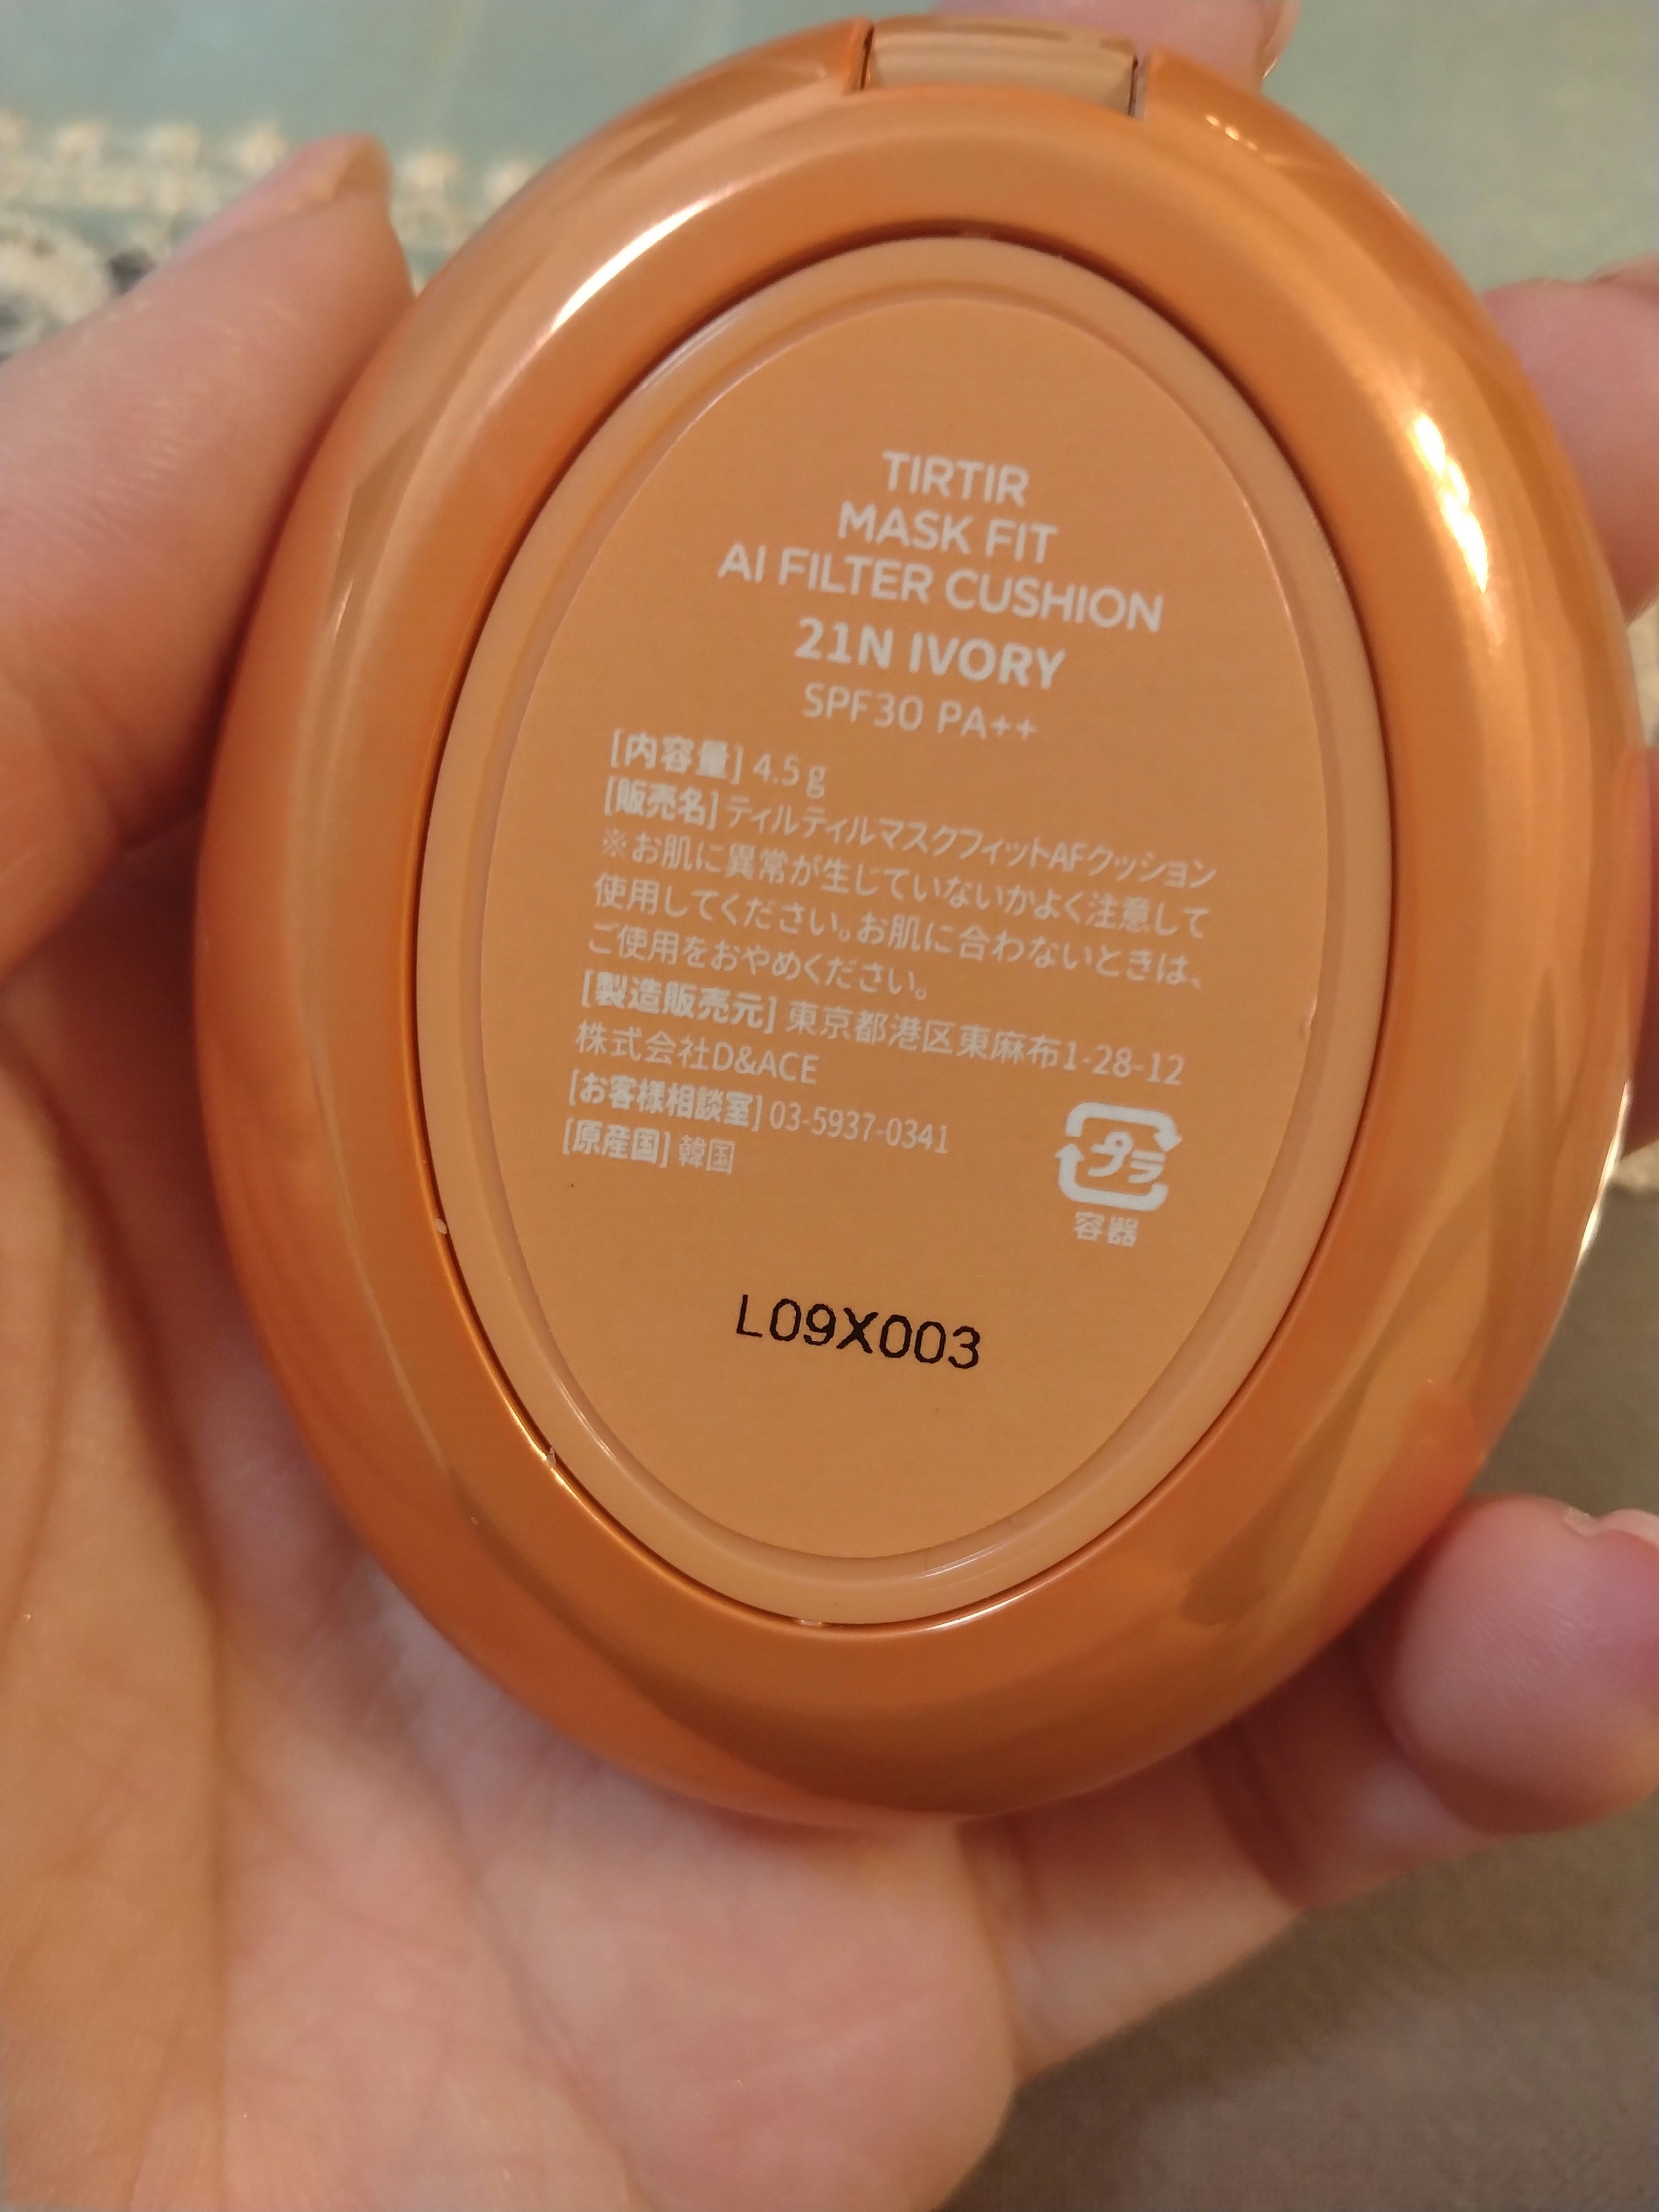 TIRTIR
MASK FIT
AI FILTER CUSHION
21N IVORY
SPF30 PA++
[内容量] 4.5 g
[販売名] ティルティルマスクフィットAFクッション
※お肌に異常が生じていないかよく注意して
使用してください。お肌に合わないときは、
ご使用をおやめください。
[製造販売元] 東京都港区東麻布1-28-12
株式会社D&ACE
[お客様相談室] 03-5937-0341
[原産国] 韓国
プラ
容器
L09X003